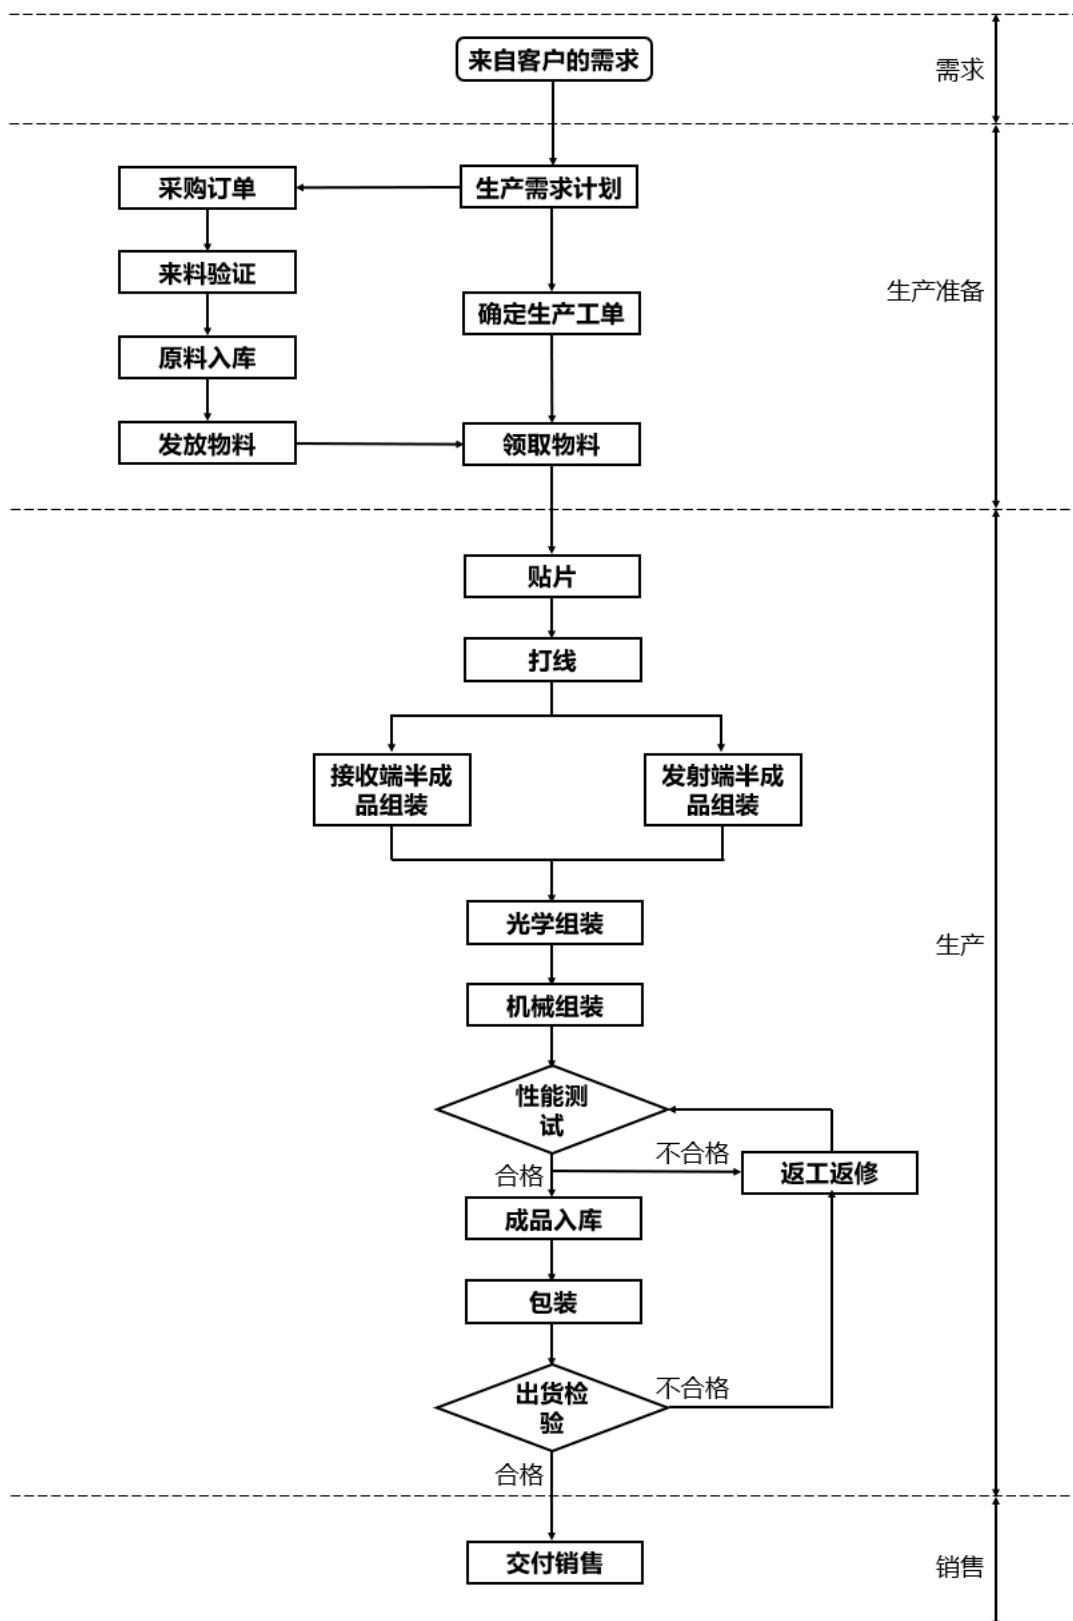 来自客户的需求
需求
采购订单
生产需求计划
来料验证
生产准备
确定生产工单
原料入库
发放物料
领取物料
贴片
打线
接收端半成
品组装
发射端半成
品组装
光学组装
生产
机械组装
性能测
试
不合格
合格
返工返修
成品入库
包装
出货检
验
不合格
合格
交付销售
销售